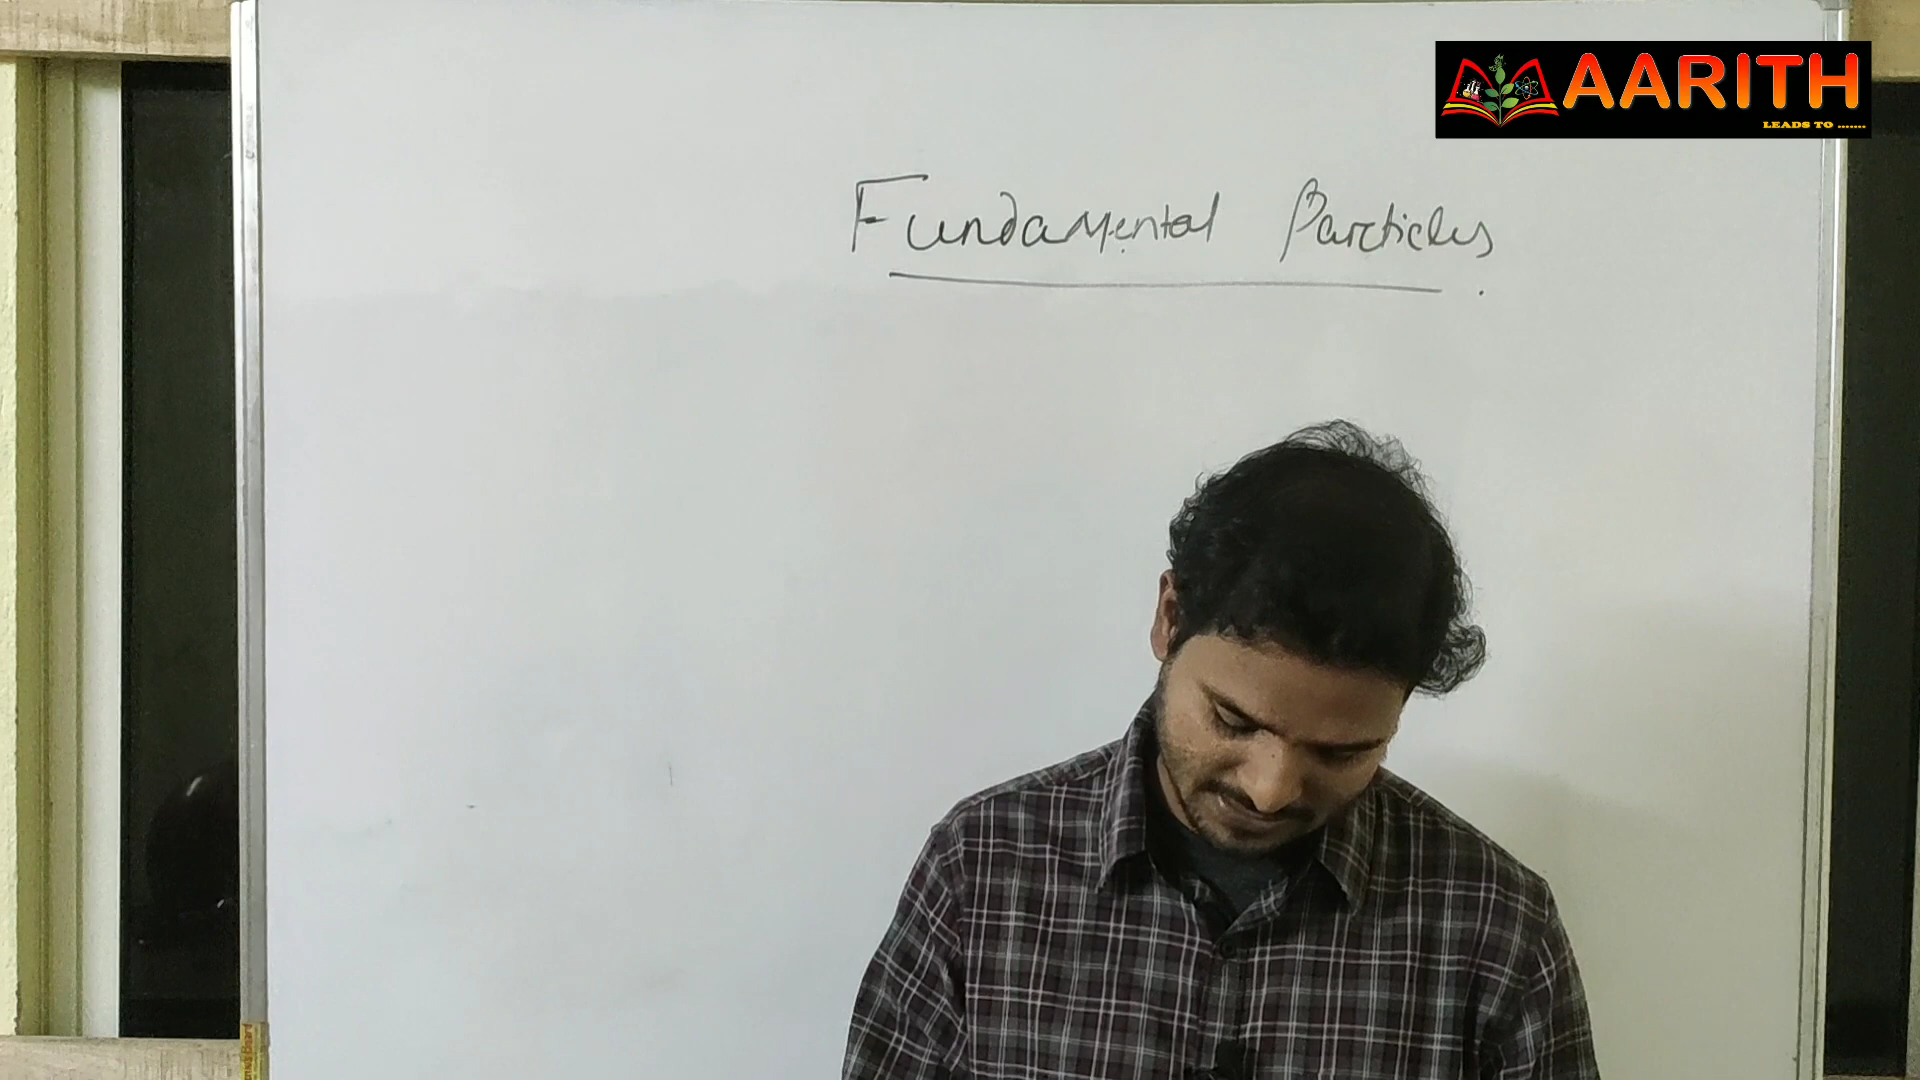 AARITH
LEADS TO .......
Fundamental Particles